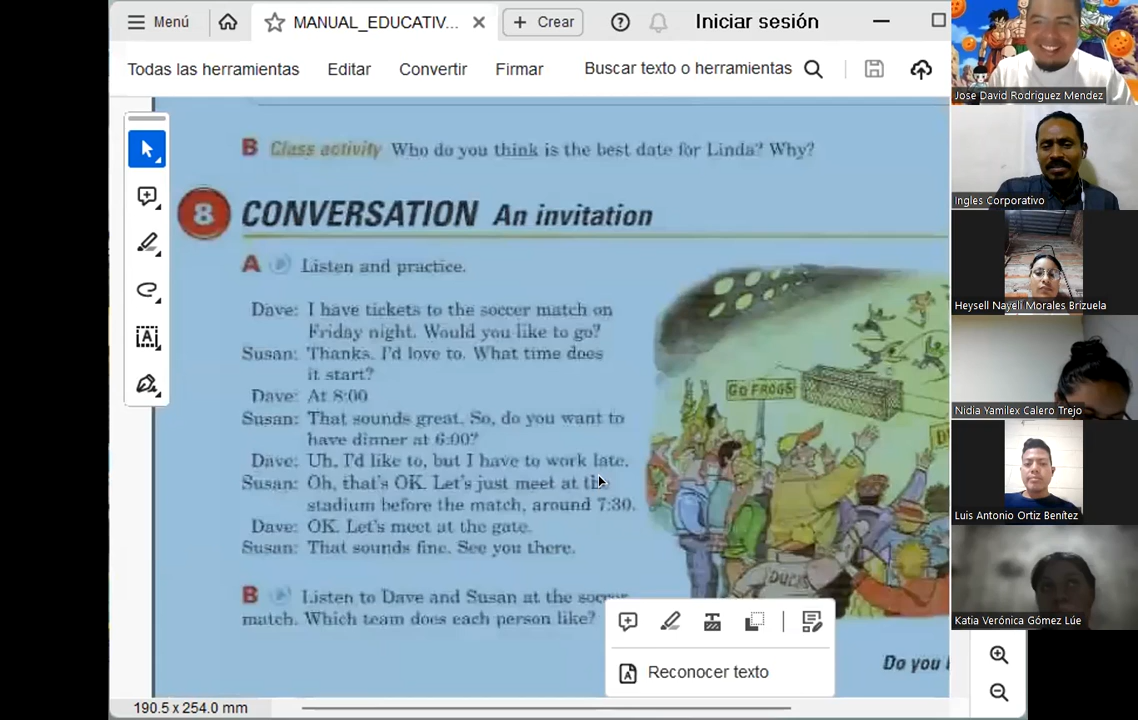 Menú
MANUAL_EDUCATIV...
Crear
Iniciar sesión
Todas las herramientas
Editar
Convertir
Firmar
Buscar texto o herramientas
B Class activity Who do you think is the best date for Linda? Why?
8 CONVERSATION An invitation
A Listen and practice.
Dave: I have tickets to the soccer match on
Friday night. Would you like to go?
Susan: Thanks. I'd love to. What time does
it start?
Dave: At 8:00
Susan: That sounds great. So, do you want to
have dinner at 6:00?
Dave: Uh, I'd like to, but I have to work late.
Susan: Oh, that's OK. Let's just meet at the
stadium before the match, around 7:30.
Dave: OK. Let's meet at the gate.
Susan: That sounds fine. See you there.
B Listen to Dave and Susan at the soccer
match. Which team does each person like?
GO FROGS
DUCKS
Do you
Reconocer texto
190.5 x 254.0 mm
Jose David Rodriguez Mendez
Ingles Corporativo
Heysell Nayeli Morales Brizuela
Nidia Yamilex Calero Trejo
Luis Antonio Ortiz Benítez
Katia Verónica Gómez Lúe